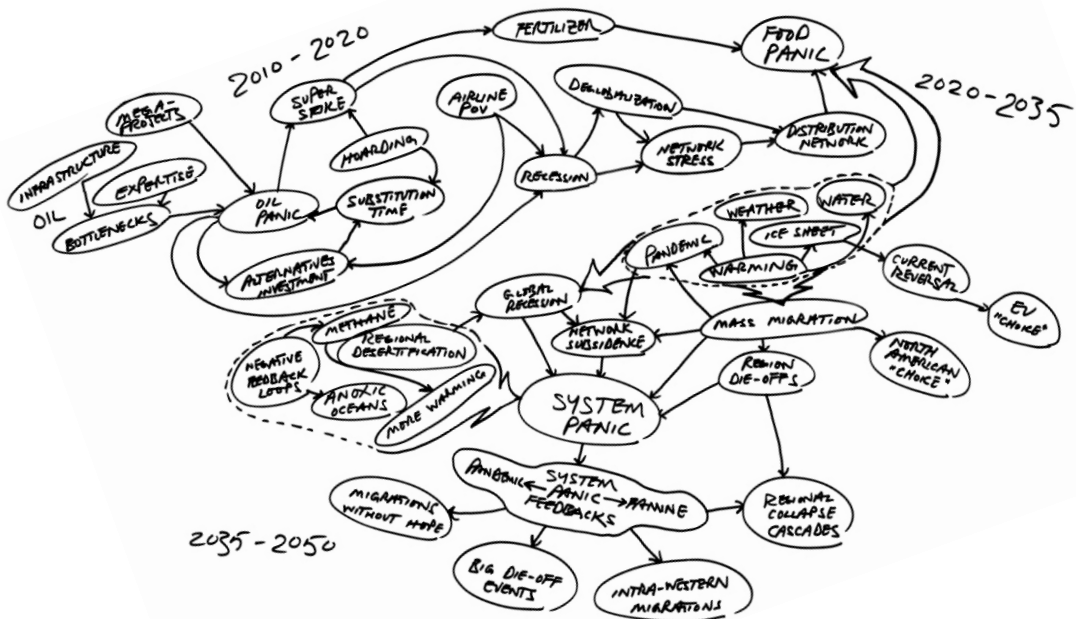 2010-2020
FERTILIZER
FOOD
PANIC
2020-2035
MEGA-
PROJECTS
SUPER
SPIKE
AIRLINE
POV
DEGLOBALIZATION
INFRASTRUCTURE
EXPERTISE
OIL
BOTTLENECKS
HOARDING
OIL
PANIC
SUBSTITUTION
TIME
RECESSION
NETWORK
STRESS
DISTRIBUTION
NETWORK
ALTERNATIVES
INVESTMENT
WEATHER
WATER
ICE SHEET
PANDEMIC
WARMING
CURRENT
REVERSAL
EU
"CHOICE"
GLOBAL
RECESSION
NETWORK
SUBSIDENCE
MASS MIGRATION
NORTH
AMERICAN
"CHOICE"
METHANE
REGIONAL
DESERTIFICATION
NEGATIVE
FEEDBACK
LOOPS
ANOXIC
OCEANS
MORE WARMING
REGION
DIE-OFFS
SYSTEM
PANIC
PANDEMIC
SYSTEM
PANIC
FEEDBACKS
FAMINE
MIGRATIONS
WITHOUT HOPE
REGIONAL
COLLAPSE
CASCADES
2035-2050
BIG DIE-OFF
EVENTS
INTRA-WESTERN
MIGRATIONS